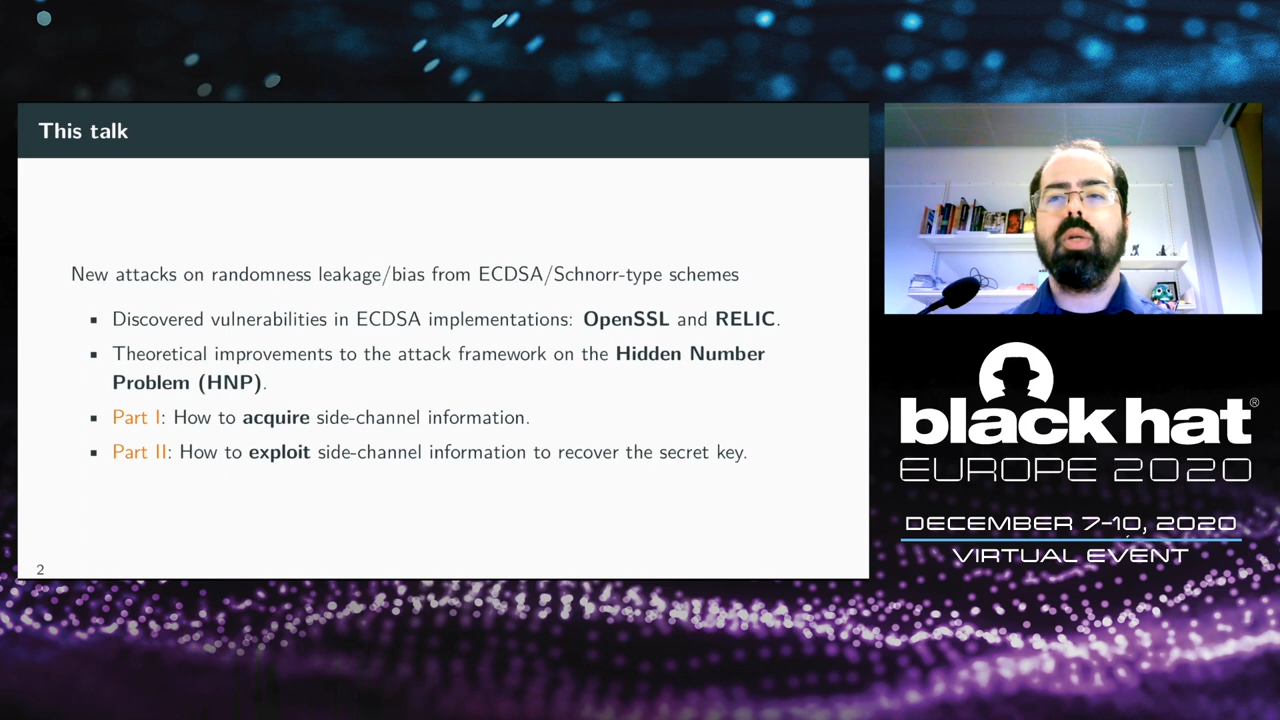 This talk
New attacks on randomness leakage/bias from ECDSA/Schnorr-type schemes
▪ Discovered vulnerabilities in ECDSA implementations: OpenSSL and RELIC.
▪ Theoretical improvements to the attack framework on the Hidden Number
Problem (HNP).
▪ Part I: How to acquire side-channel information.
▪ Part II: How to exploit side-channel information to recover the secret key.
2
black hat®
EUROPE 2020
DECEMBER 7-10, 2020
VIRTUAL EVENT